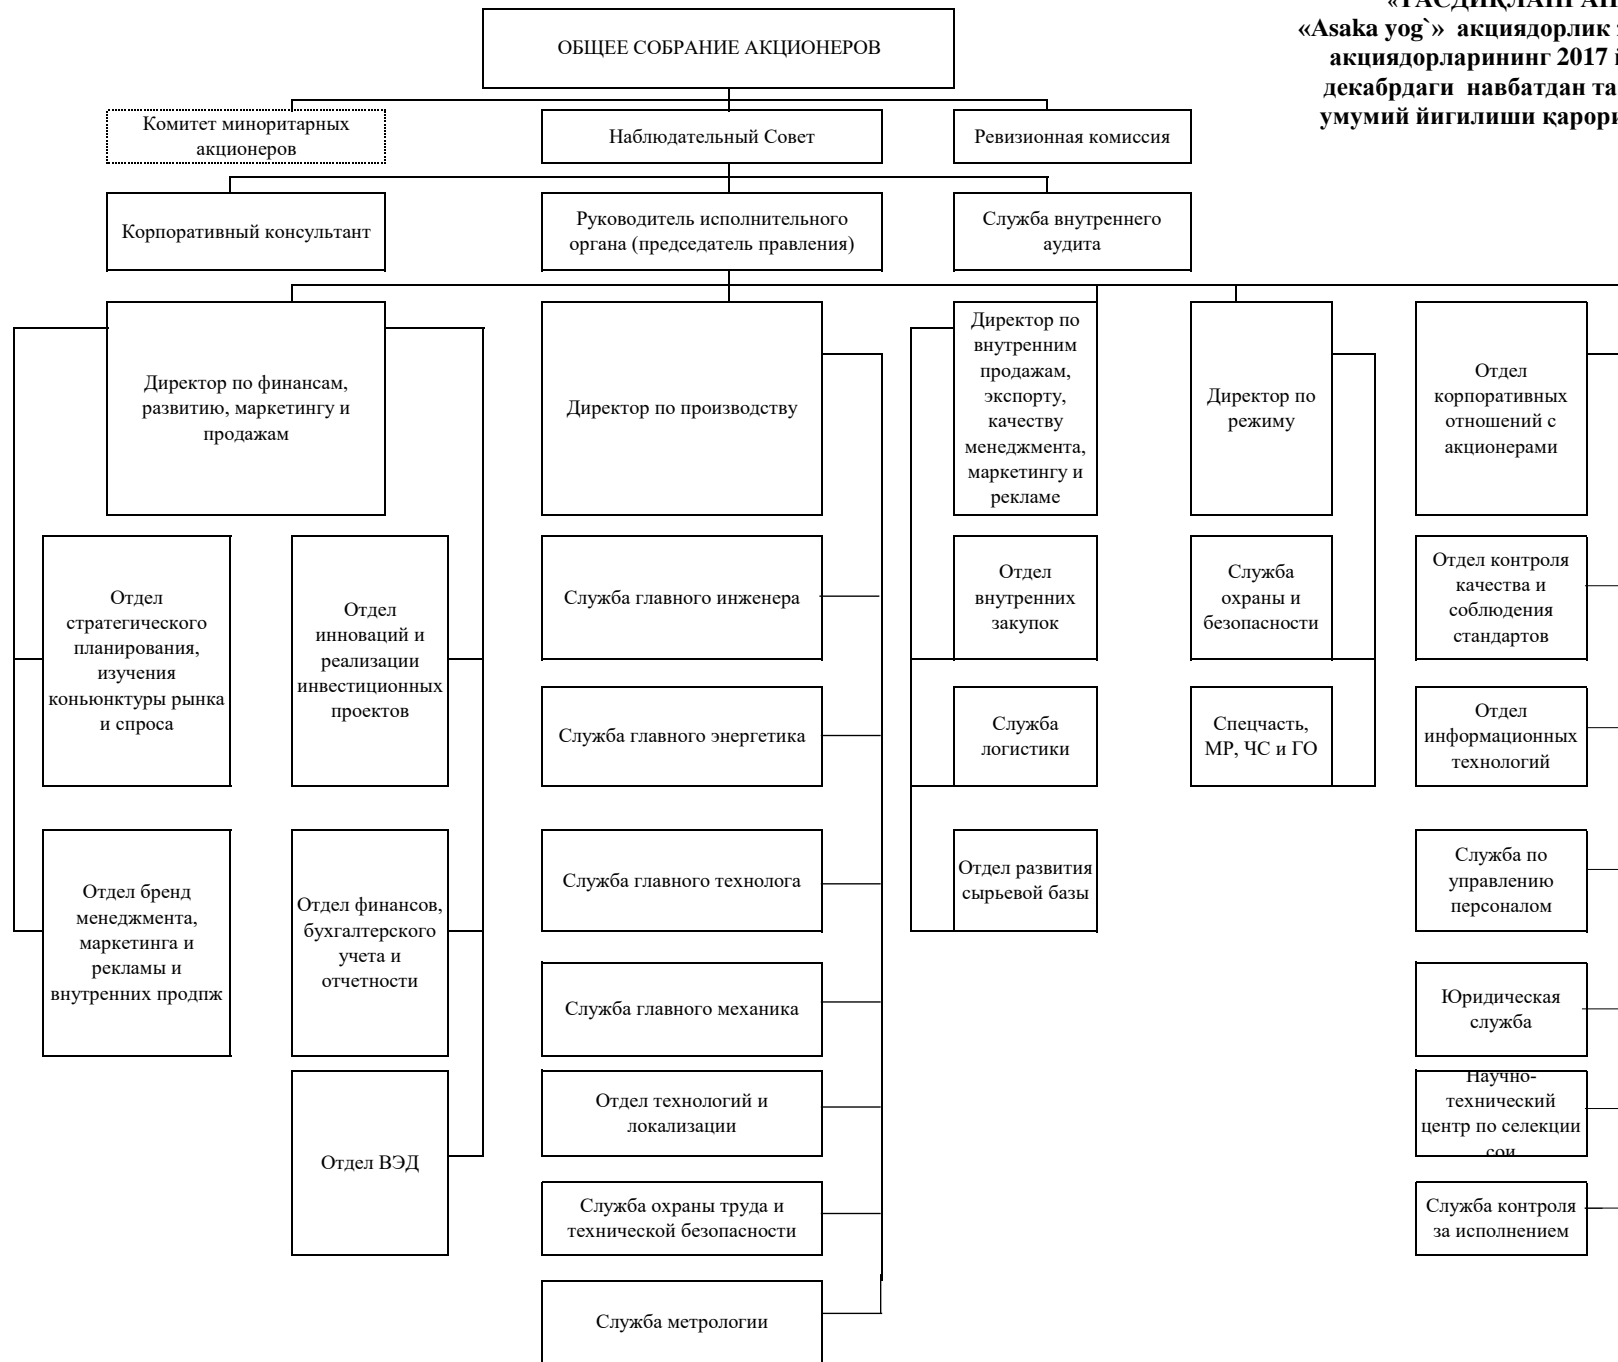 «ТАСДИҚЛАНГАН
«Asaka yog`» акциядорлик
акциядорларининг 2017
декабрдаги навбатдан
умумий йигилиши
ОБЩЕЕ СОБРАНИЕ АКЦИОНЕРОВ
Комитет миноритарных
акционеров
Наблюдательный Совет
Ревизионная комиссия
Корпоративный консультант
Руководитель исполнительного
органа (председатель правления)
Служба внутреннего
аудита
Директор по финансам,
развитию, маркетингу и
продажам
Директор по производству
Директор по
внутренним
продажам,
экспорту,
качеству
менеджмента,
маркетингу и
рекламе
Директор по
режиму
Отдел
корпоративных
отношений с
акционерами
Отдел
стратегического
планирования,
изучения
коньюнктуры рынка
и спроса
Отдел
инноваций и
реализации
инвестиционных
проектов
Служба главного инженера
Отдел
внутренних
закупок
Служба
охраны и
безопасности
Отдел контроля
качества и
соблюдения
стандартов
Служба главного энергетика
Служба
логистики
Спецчасть,
МР, ЧС и ГО
Отдел
информационных
технологий
Отдел бренд
менеджмента,
маркетинга и
рекламы и
внутренних продпж
Отдел финансов,
бухгалтерского
учета и
отчетности
Служба главного технолога
Отдел развития
сырьевой базы
Служба по
управлению
персоналом
Служба главного механика
Юридическая
служба
Отдел ВЭД
Отдел технологий и
локализации
Научно-
технический
центр по селекции
сои
Служба охраны труда и
технической безопасности
Служба контроля
за исполнением
Служба метрологии